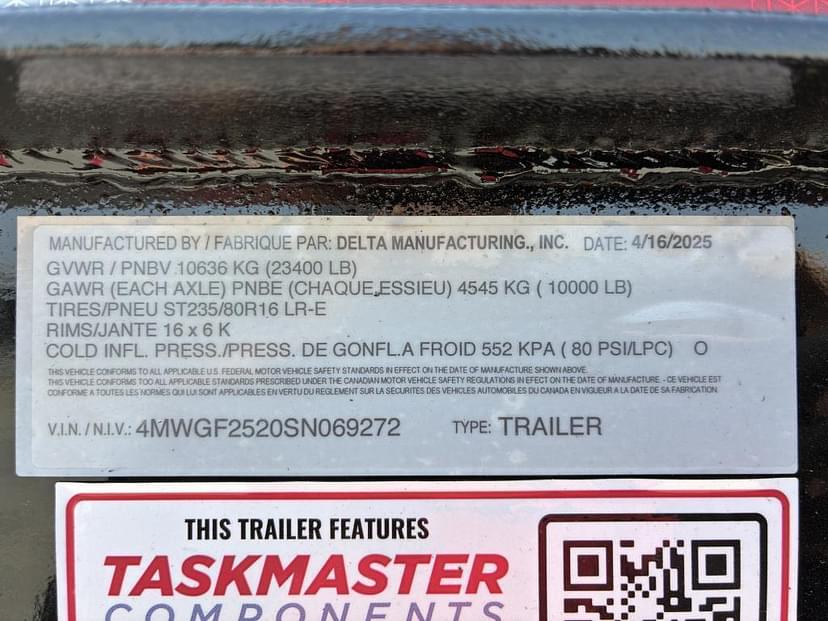 MANUFACTURED BY / FABRIQUE PAR: DELTA MANUFACTURING., INC. DATE: 4/16/2025
GVWR / PNBV 10636 KG (23400 LB)
GAWR (EACH AXLE) PNBE (CHAQUE ESSIEU) 4545 KG ( 10000 LB)
TIRES/PNEU ST235/80R16 LR-E
RIMS/JANTE 16 x 6 K
COLD INFL. PRESS./PRESS. DE GONFL.A FROID 552 KPA ( 80 PSI/LPC) O
THIS VEHICLE CONFORMS TO ALL APPLICABLE U.S. FEDERAL MOTOR VEHICLE SAFETY STANDARDS IN EFFECT ON THE DATE OF MANUFACTURE SHOWN ABOVE.
THIS VEHICLE CONFORMS TOO ALL APPLICABLE STANDARDS PRESCRIBED UNDER THE CANADIAN MOTOR VEHICLE SAFETY REGULATIONS IN EFFECT ON THE DATE OF MANUFACTURE. - CE VEHICLE EST
CONFORME A TOUTES LES NORMES QUI LUI SONT APPLICABLES EN VERTU DU REGLEMENT SUR LA SECURITES DES VEHICLES AUTOMOBILES DU CANADA EN VIGUEUR A LA DATE DE SA FABRICATION.
V.I.N. / N.I.V.: 4MWGF2520SN069272 TYPE: TRAILER
THIS TRAILER FEATURES
TASKMASTER
COMPONENTS